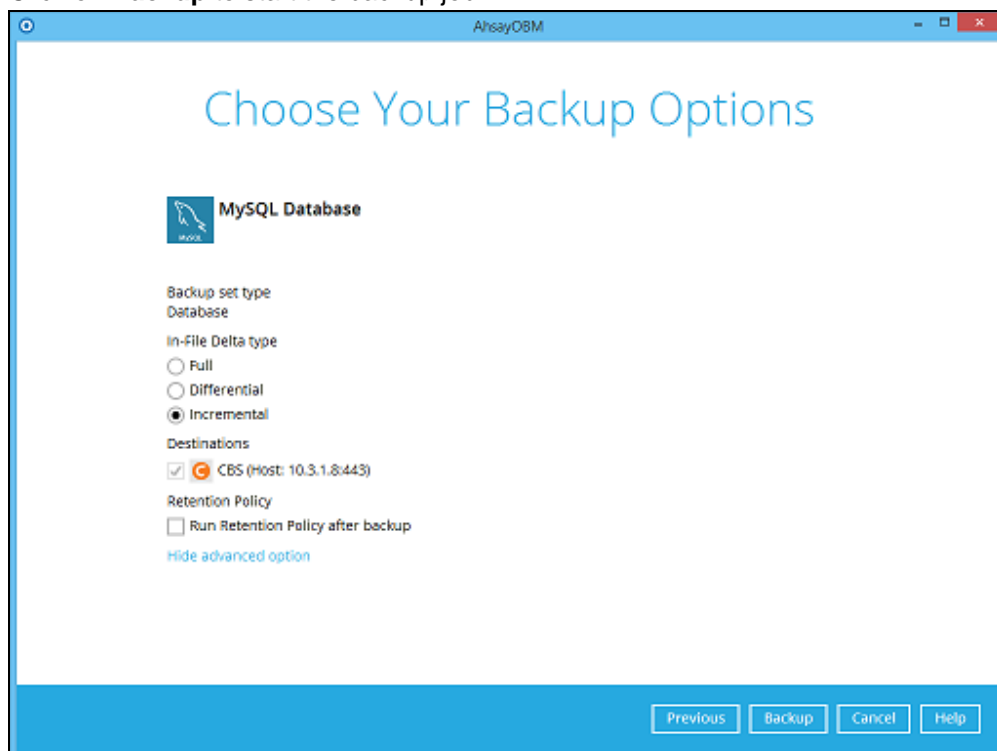 AhsayOBM
Choose Your Backup Options
MySQL Database
MySQL
Backup set type
Database
In-File Delta type
Full
Differential
Incremental
Destinations
CBS (Host: 10.3.1.8:443)
Retention Policy
Run Retention Policy after backup
Hide advanced option
Previous Backup Cancel Help